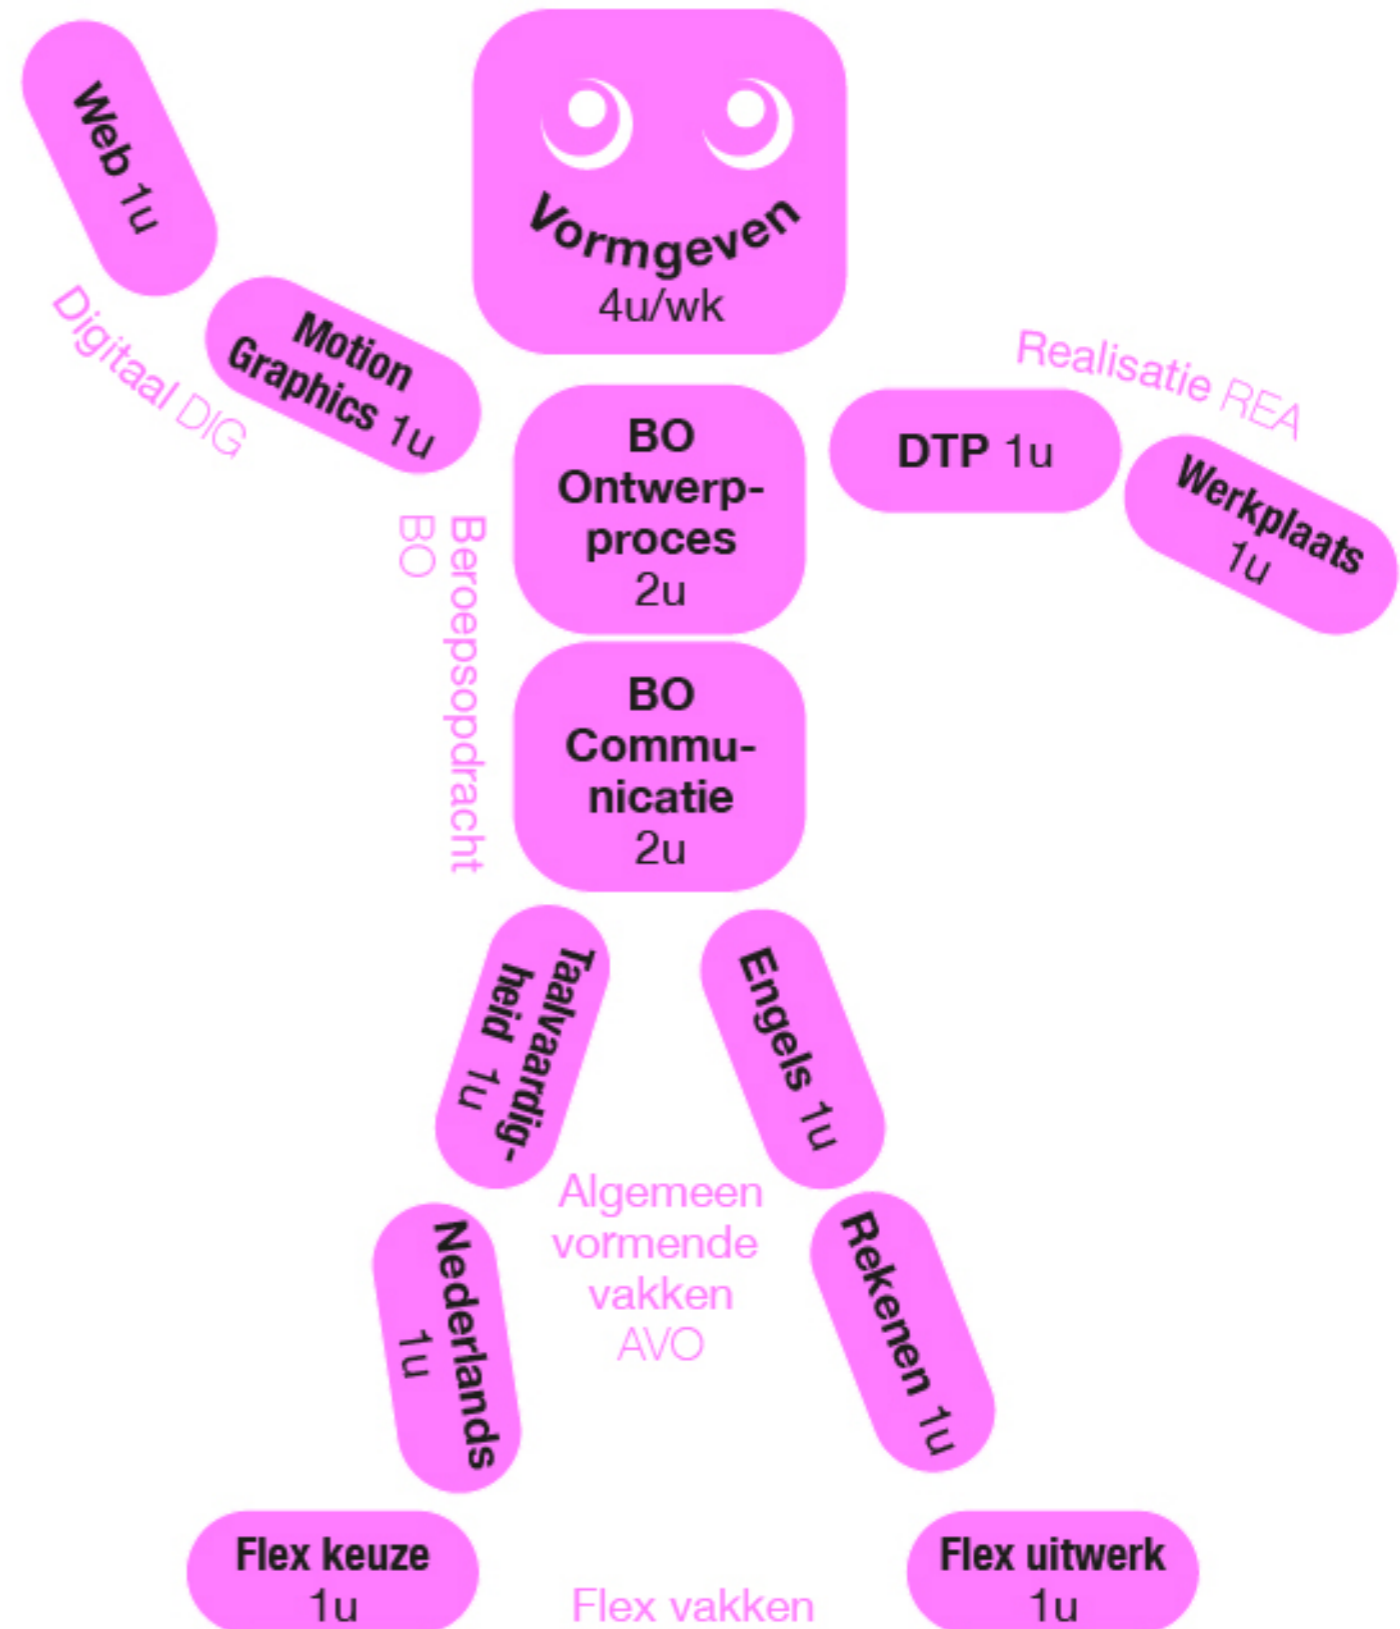 Vormgeven
4u/wk
Web 1u
Motion
Graphics 1u
Digitaal DIG
Realisatie REA
DTP 1u
Werkplaats
1u
BO
Ontwerp-
proces
2u
Beroepsopdracht
BO
BO
Commu-
nicatie
2u
Taalvaardig-
heid 1u
Engels 1u
Algemeen
vormende
vakken
AVO
Nederlands
1u
Rekenen 1u
Flex keuze
1u
Flex vakken
Flex uitwerk
1u